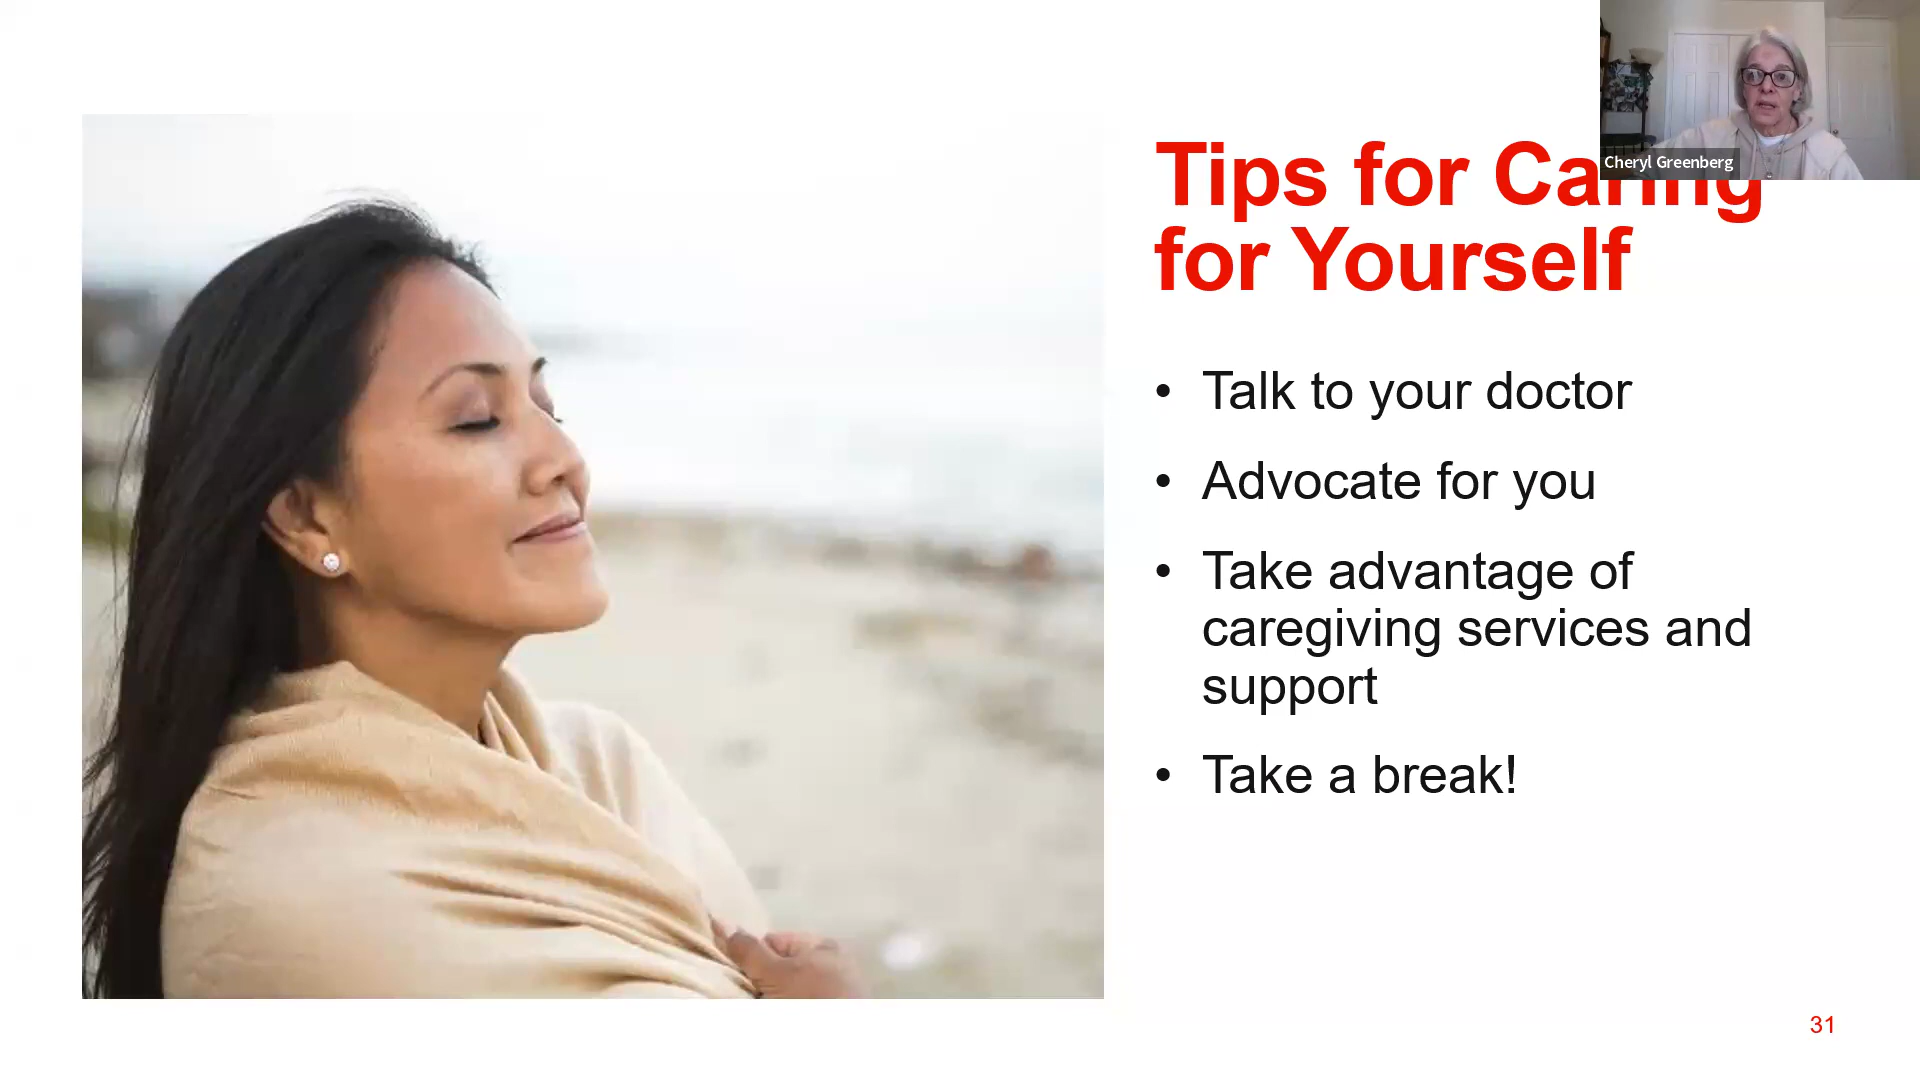 Cheryl Greenberg
Tips for Caring
for Yourself
• Talk to your doctor
• Advocate for you
• Take advantage of
caregiving services and
support
• Take a break!
31